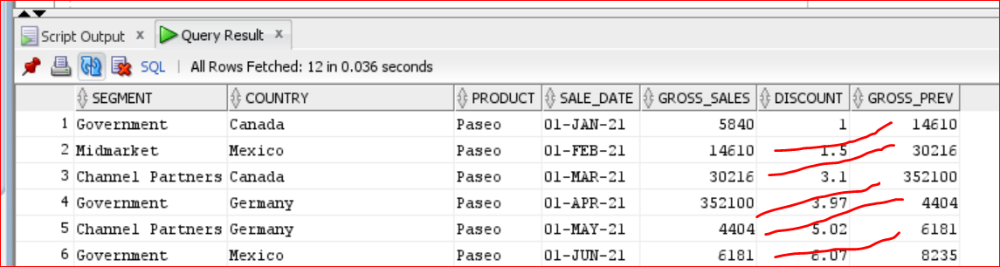 Script Output x Query Result x
SQL | All Rows Fetched: 12 in 0.036 seconds
SEGMENT COUNTRY PRODUCT SALE_DATE GROSS_SALES DISCOUNT GROSS_PREV
1 Government Canada Paseo 01-JAN-21 5840 1 14610
2 Midmarket Mexico Paseo 01-FEB-21 14610 1.5 30216
3 Channel Partners Canada Paseo 01-MAR-21 30216 3.1 352100
4 Government Germany Paseo 01-APR-21 352100 3.97 4404
5 Channel Partners Germany Paseo 01-MAY-21 4404 5.02 6181
6 Government Mexico Paseo 01-JUN-21 6181 6.07 8235